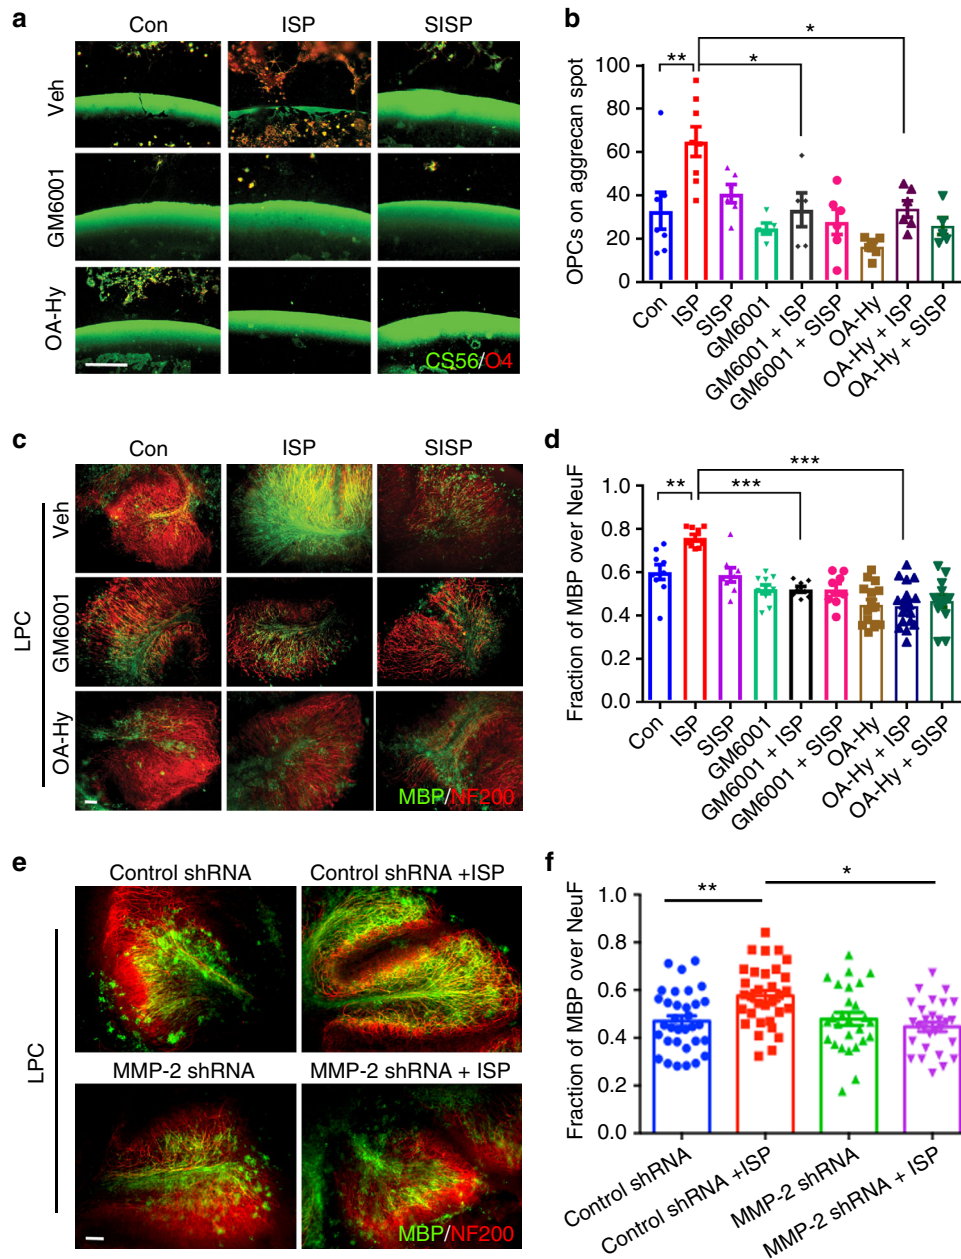 a
Con
ISP
SISP
Veh
GM6001
OA-Hy
CS56/O4
b
OPCs on aggrecan spot
100
80
60
40
20
0
**
*
*
Con
ISP
SISP
GM6001
GM6001 + ISP
GM6001 + SISP
OA-Hy
OA-Hy + ISP
OA-Hy + SISP
c
Con
ISP
SISP
LPC
Veh
GM6001
OA-Hy
MBP/NF200
d
Fraction of MBP over NeuF
1.0
0.8
0.6
0.4
0.2
0.0
**
***
***
Con
ISP
SISP
GM6001
GM6001 + ISP
GM6001 + SISP
OA-Hy
OA-Hy + ISP
OA-Hy + SISP
e
Control shRNA
Control shRNA +ISP
LPC
MMP-2 shRNA
MMP-2 shRNA + ISP
MBP/NF200
f
Fraction of MBP over NeuF
1.0
0.8
0.6
0.4
0.2
0.0
**
*
Control shRNA
Control shRNA +ISP
MMP-2 shRNA
MMP-2 shRNA + ISP